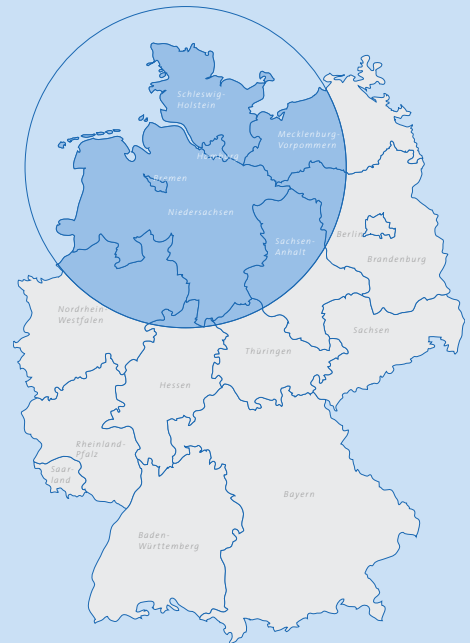 Schleswig-
Holstein
Mecklenburg
Vorpommern
Hamburg
Bremen
Niedersachsen
Berlin
Sachsen-
Anhalt
Brandenburg
Nordrhein
Westfalen
Sachsen
Thüringen
Hessen
Rheinland-
Pfalz
Saar-
land
Bayern
Baden-
Württemberg